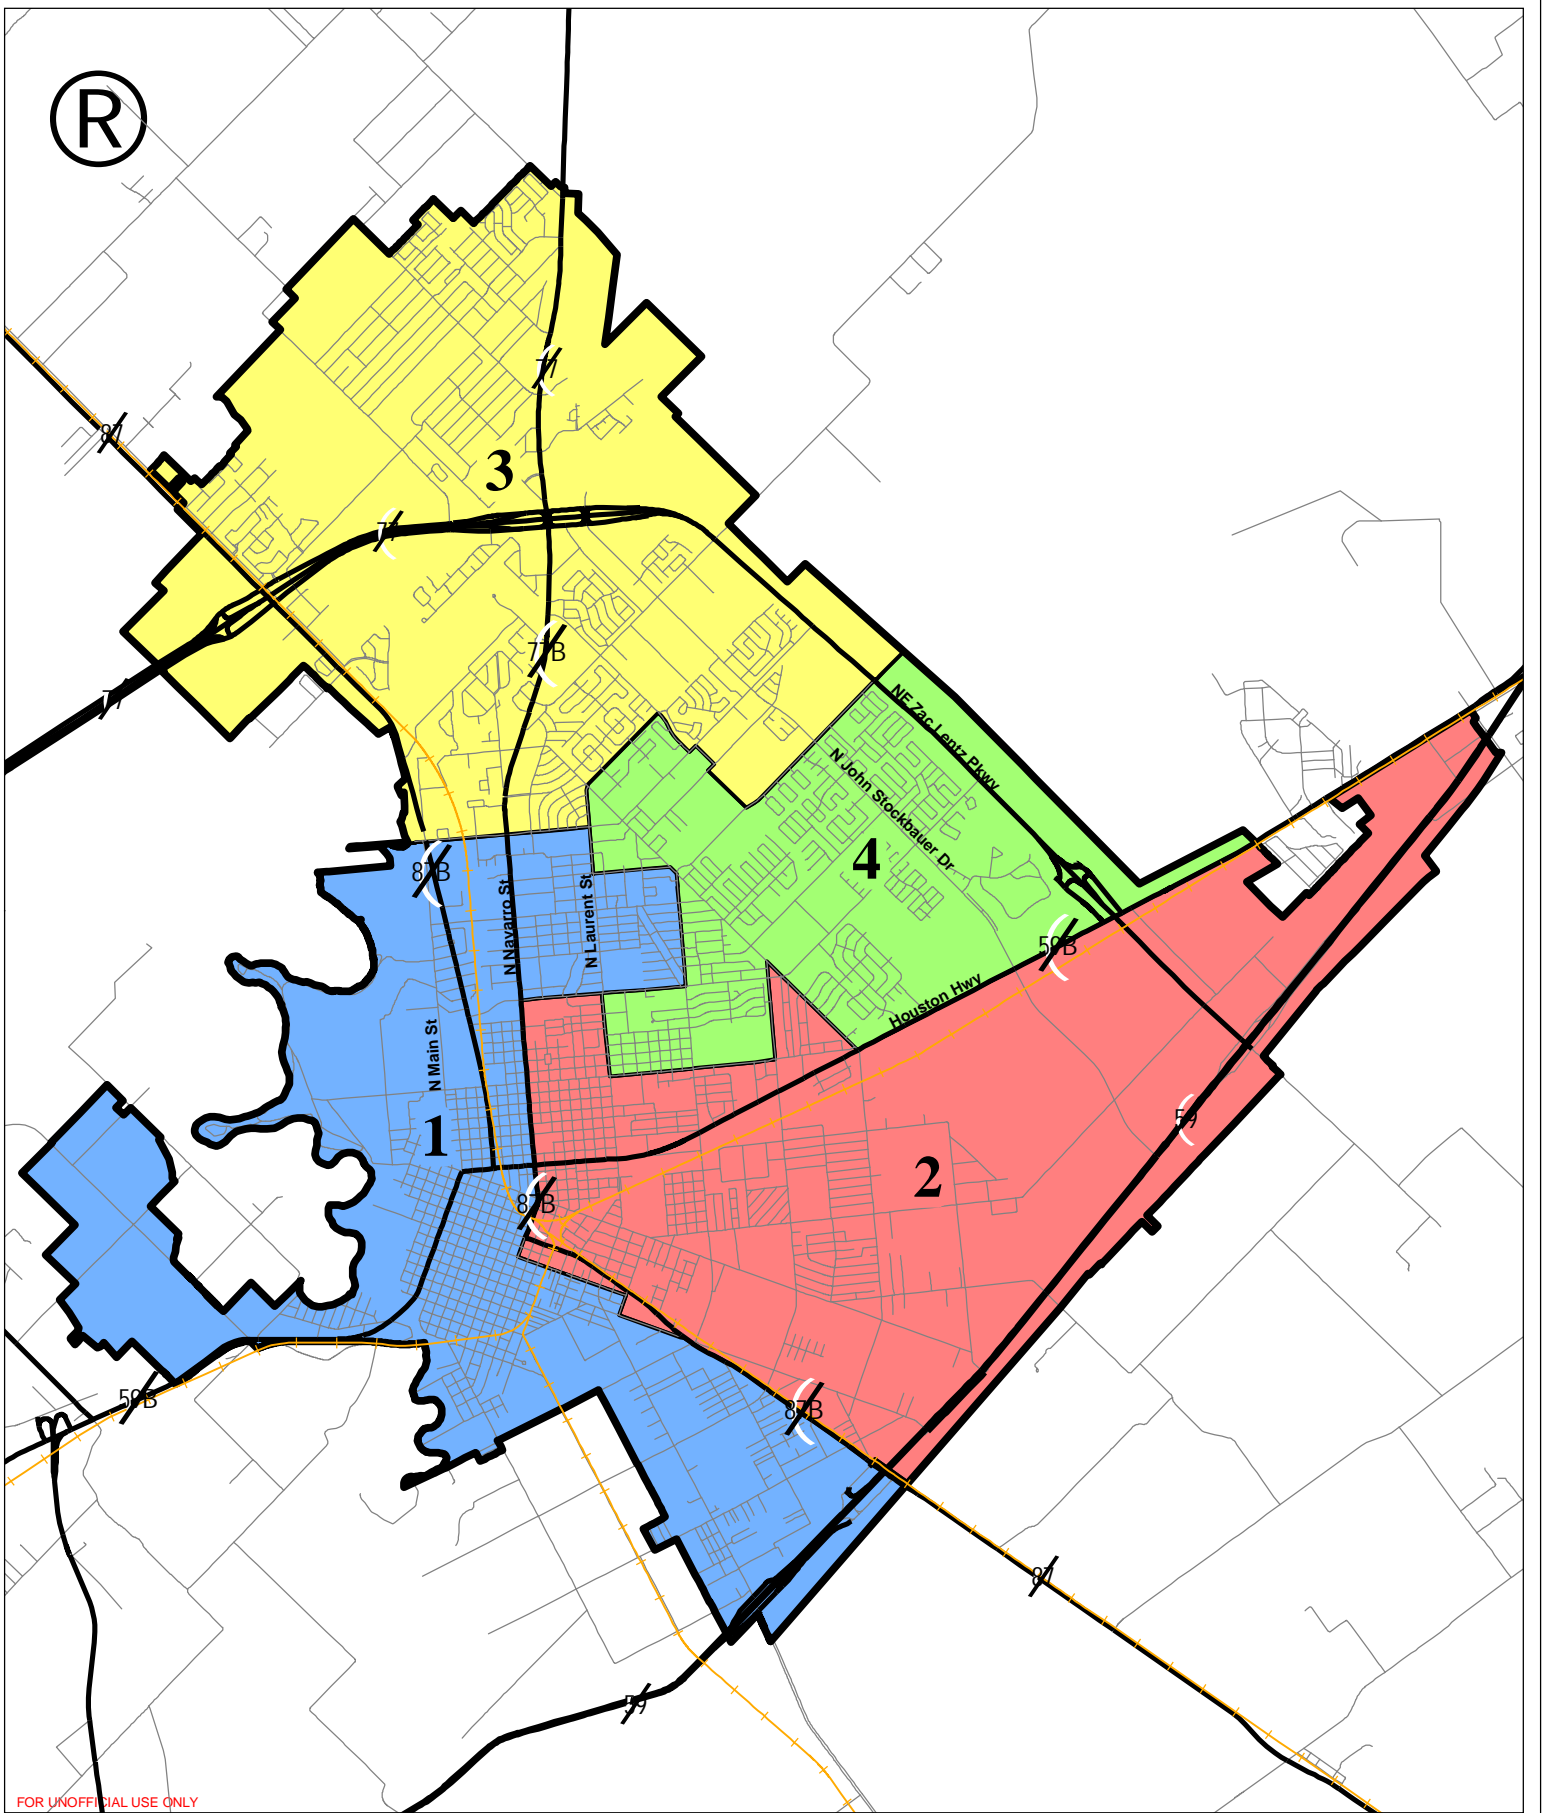 ®
77
87
3
77
77B
77
NE Zac Lentz Pkwy
N John Stockbauer Dr
4
87B
N Navarro St
N Laurent St
59B
Houston Hwy
N Main St
59
1
2
87B
59B
87B
87
59
FOR UNOFFICIAL USE ONLY